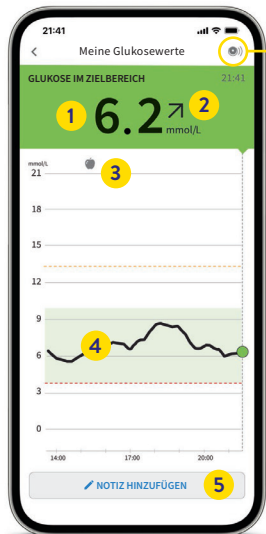 21:41
Meine Glukosewerte
GLUKOSE IM ZIELBEREICH 21:41
1 6.2 2
mmol/L
mmol/L
21
3
18
15
12
9
4
6
3
0
14:00 17:00 20:00
NOTIZ HINZUFÜGEN 5